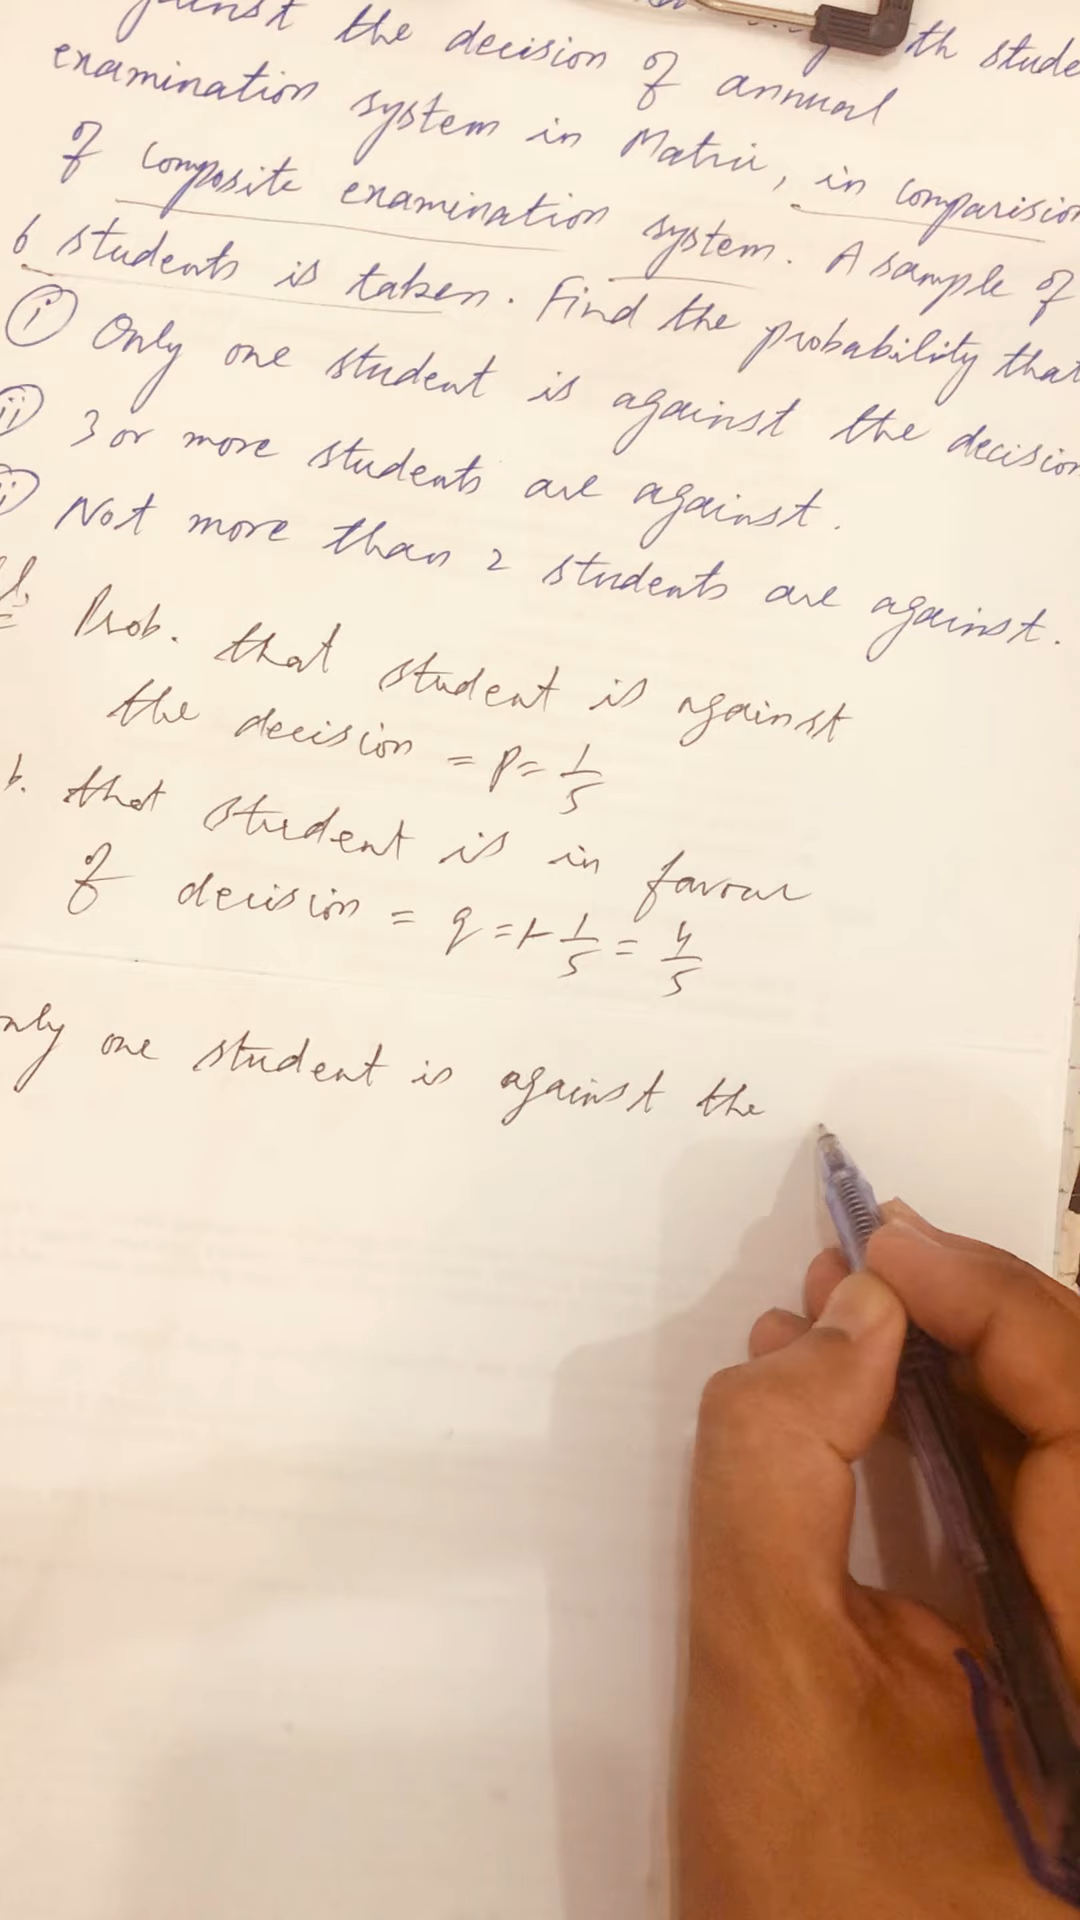 the decision of annual
th stude
examination system in Matric, in comparision
of composite examination system. A sample of
6 students is taken. Find the probability that
(i) Only one student is against the decision
3 or more students are against.
Not more than 2 students are against.
Prob. that student is against
the decision = p = 1/5
that student is in favour
of decision = q = 1 - 1/5 = 4/5
one student is against the